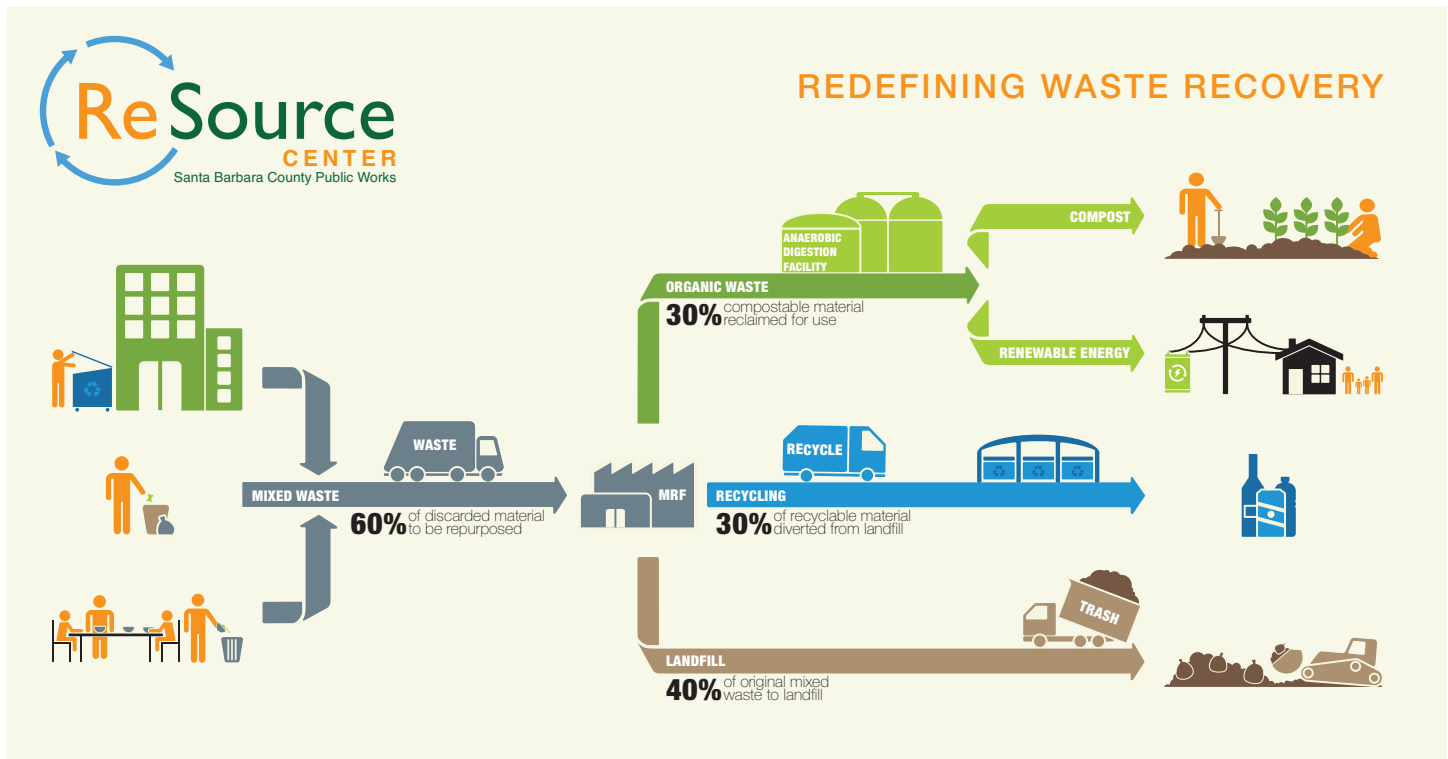 ReSource
CENTER
Santa Barbara County Public Works
REDEFINING WASTE RECOVERY
ANAEROBIC
DIGESTION
FACILITY
COMPOST
ORGANIC WASTE
30% compostable material
reclaimed for use
RENEWABLE ENERGY
WASTE
MIXED WASTE
60% of discarded material
to be repurposed
MRF
RECYCLE
RECYCLING
30% of recyclable material
diverted from landfill
TRASH
LANDFILL
40% of original mixed
waste to landfill